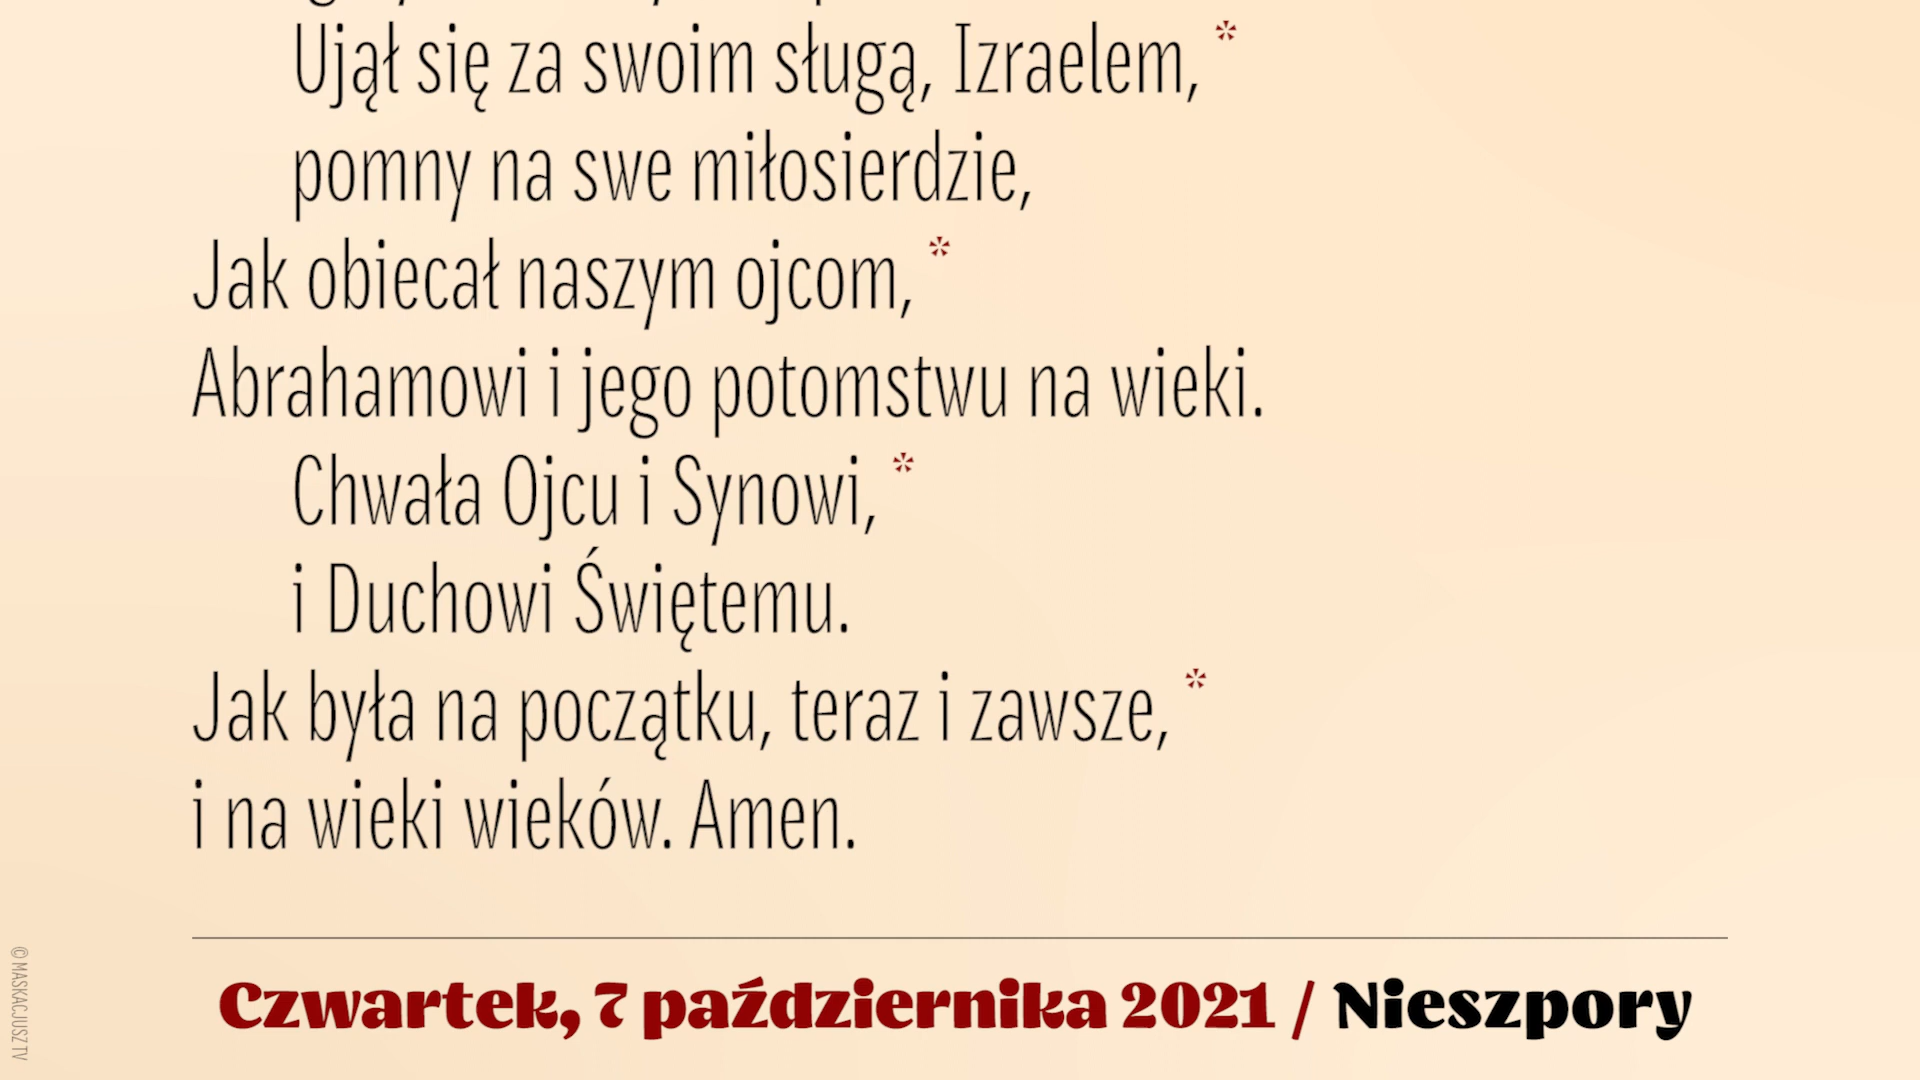 Ujął się za swoim sługą, Izraelem, *
pomny na swe miłosierdzie,
Jak obiecał naszym ojcom, *
Abrahamowi i jego potomstwu na wieki.
Chwała Ojcu i Synowi, *
i Duchowi Świętemu.
Jak była na początku, teraz i zawsze, *
i na wieki wieków. Amen.
Czwartek, 7 października 2021 / Nieszpory
© MASKACJUSZ TV